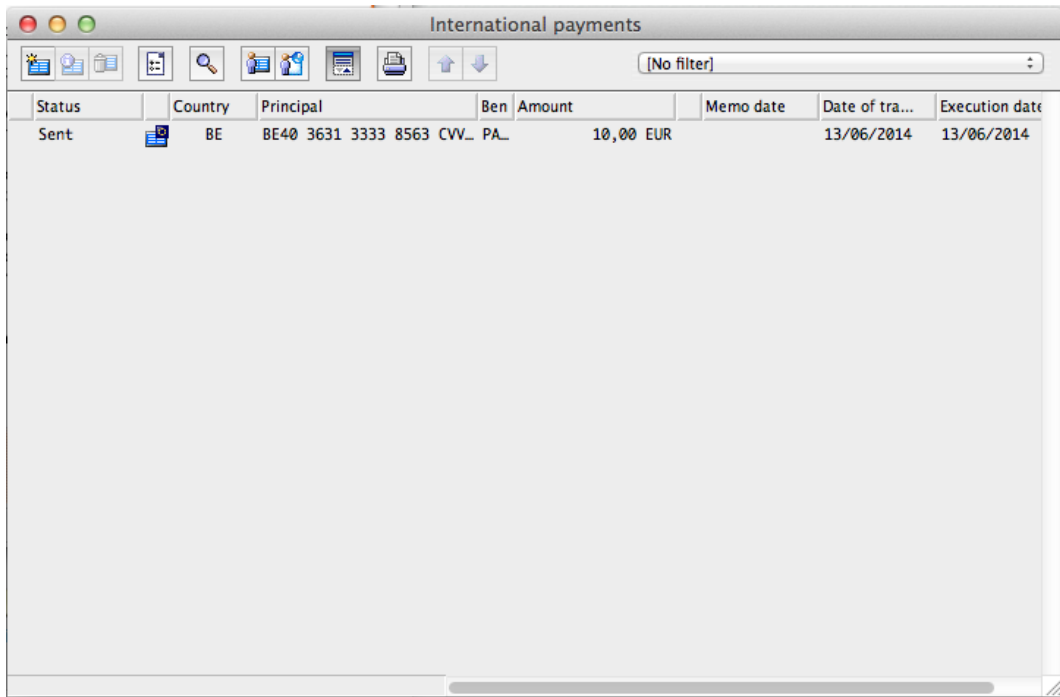 International payments
[No filter]
Status Country Principal Ben Amount Memo date Date of tra... Execution date
Sent BE BE40 3631 3333 8563 CVV… PA… 10,00 EUR 13/06/2014 13/06/2014